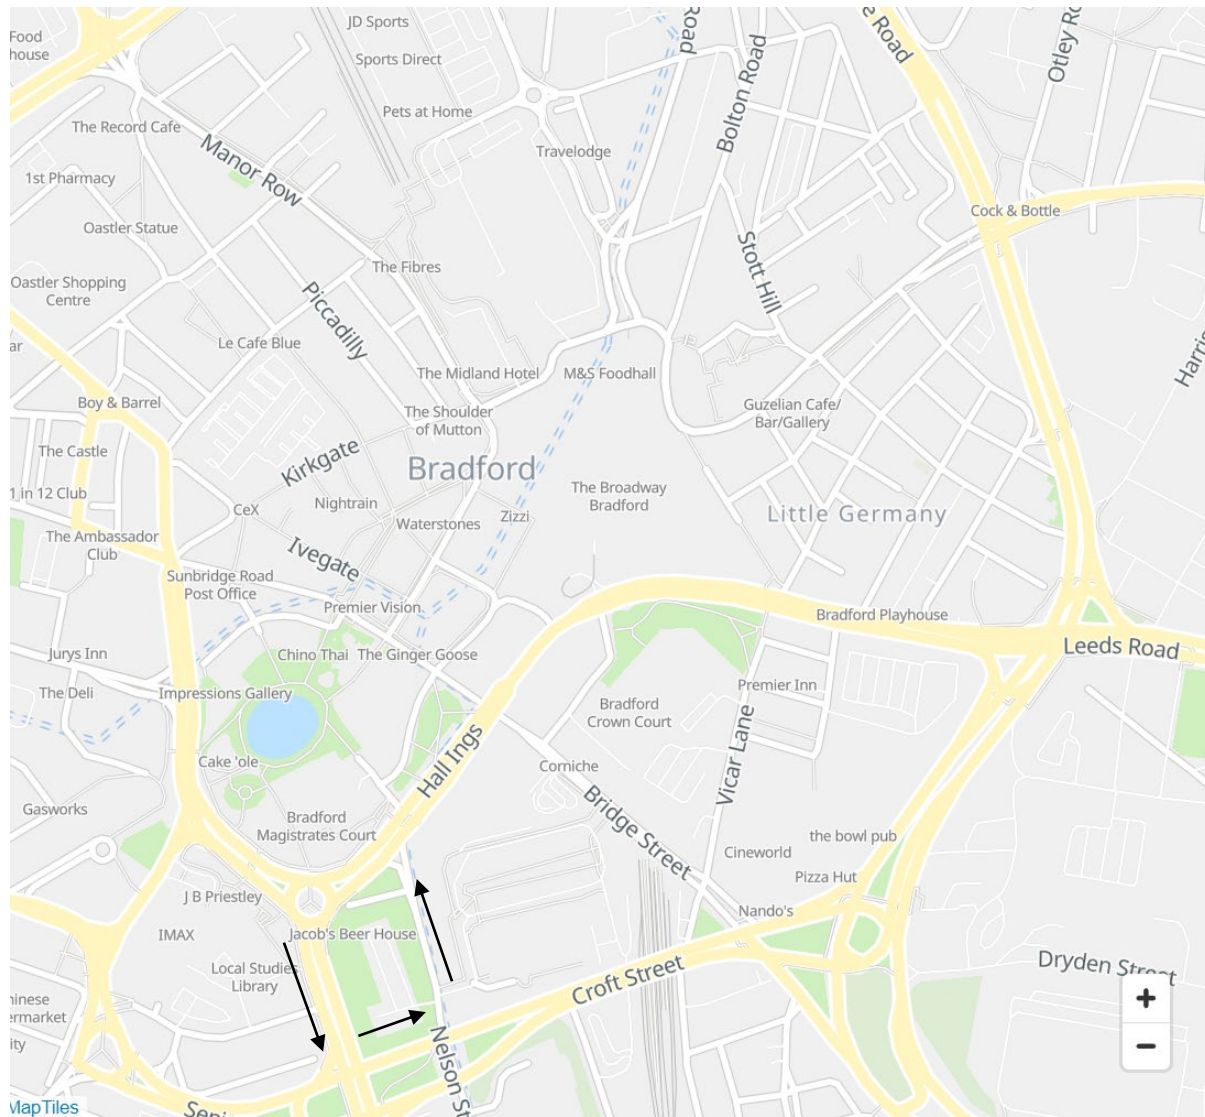 JD Sports
Food
house
Sports Direct
Road
e Road
Otley Ro
Bolton Road
Pets at Home
The Record Cafe
Manor Row
Travelodge
1st Pharmacy
Cock & Bottle
Oastler Statue
Stott Hill
The Fibres
Oastler Shopping
Centre
Piccadilly
Harris
ar
Le Cafe Blue
The Midland Hotel
M&S Foodhall
Boy & Barrel
The Shoulder
of Mutton
Guzelian Cafe/
Bar/Gallery
The Castle
Kirkgate
Bradford
1 in 12 Club
Nightrain
The Broadway
Bradford
CeX
Waterstones
Zizzi
Little Germany
The Ambassador
Club
Ivegate
Sunbridge Road
Post Office
Premier Vision
Bradford Playhouse
Leeds Road
Jurys Inn
Chino Thai
The Ginger Goose
The Deli
Impressions Gallery
Premier Inn
Bradford
Crown Court
Hall Ings
Vicar Lane
Cake 'ole
Corniche
Gasworks
Bradford
Magistrates Court
Bridge Street
the bowl pub
Cineworld
Pizza Hut
J B Priestley
Nando's
IMAX
Jacob's Beer House
Local Studies
Library
Croft Street
Dryden Street
hinese
ermarket
ity
+
−
Nelson St
MapTiles
Seni